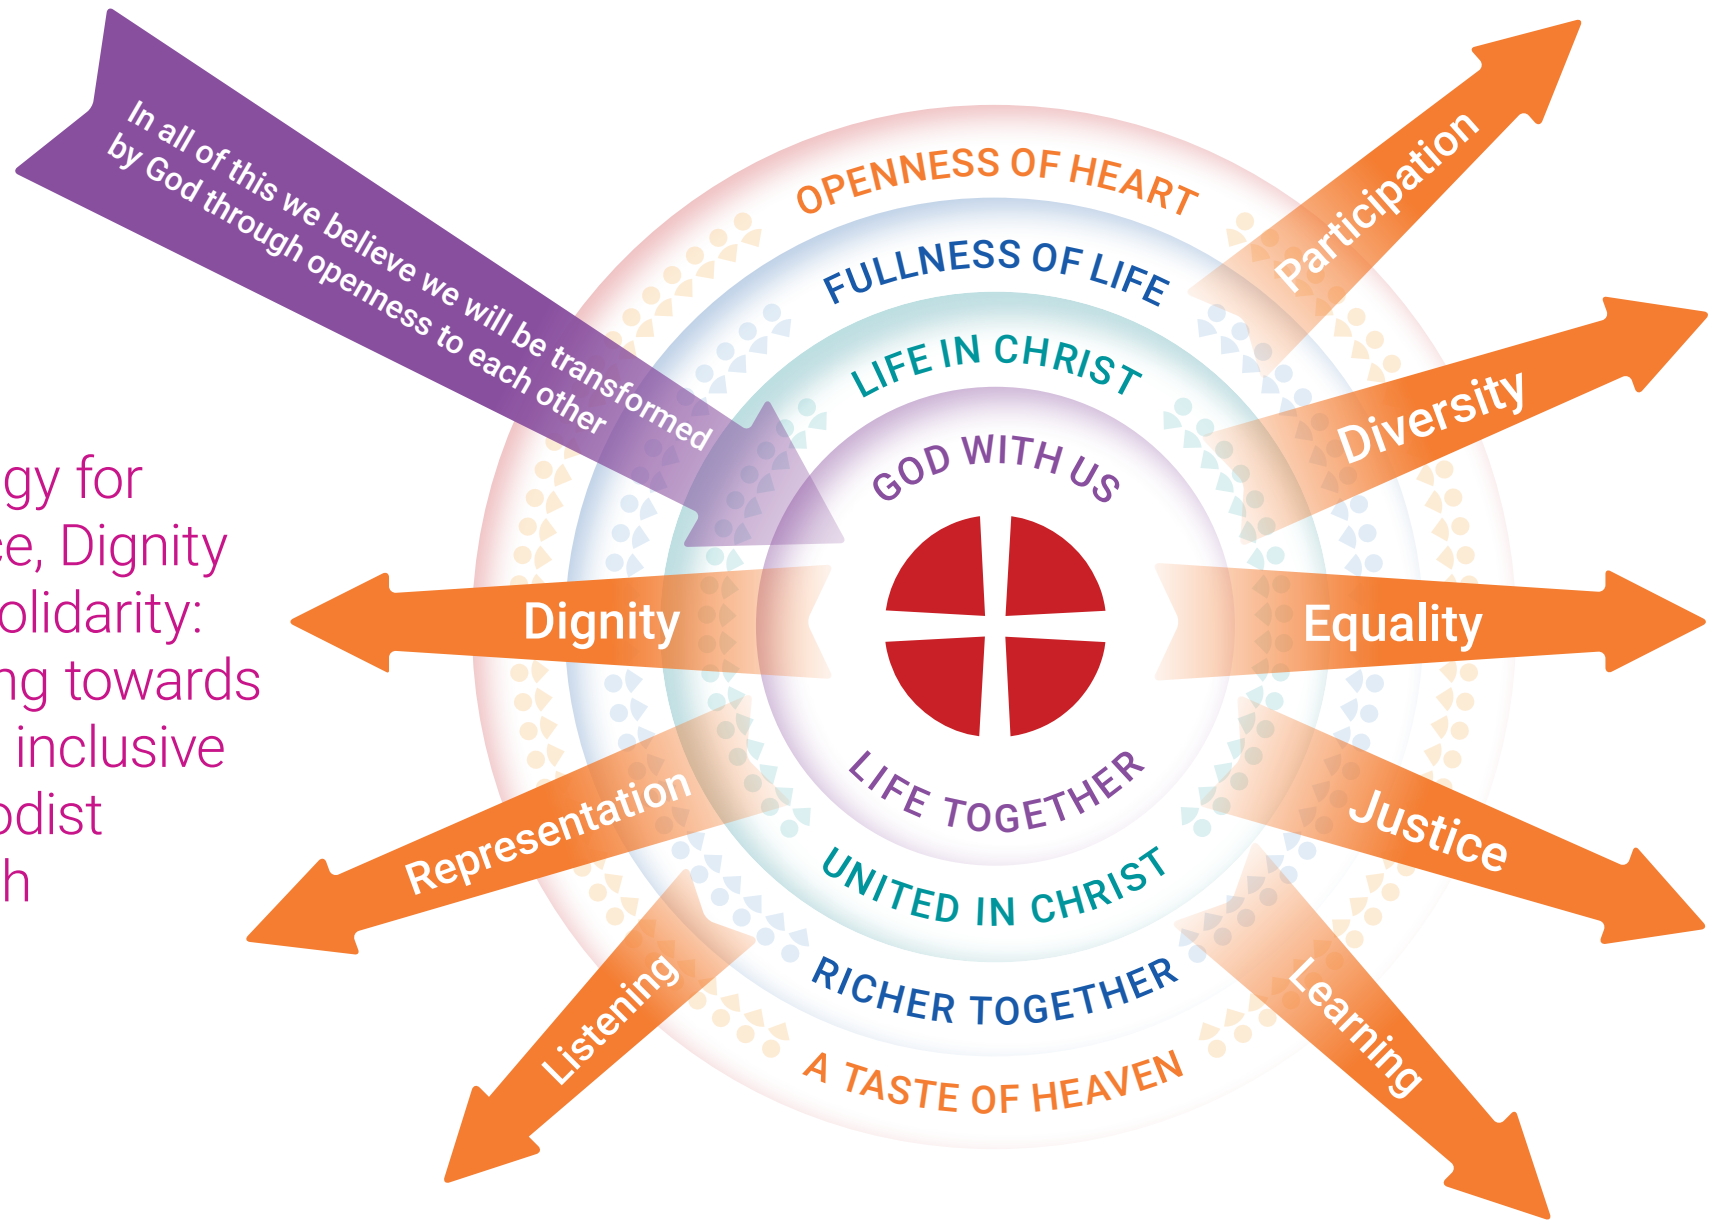 In all of this we believe we will be transformed
by God through openness to each other
gy for
ce, Dignity
olidarity:
ng towards
inclusive
odist
h
OPENNESS OF HEART
FULLNESS OF LIFE
LIFE IN CHRIST
GOD WITH US
LIFE TOGETHER
UNITED IN CHRIST
RICHER TOGETHER
A TASTE OF HEAVEN
Participation
Diversity
Equality
Justice
Learning
Dignity
Representation
Listening